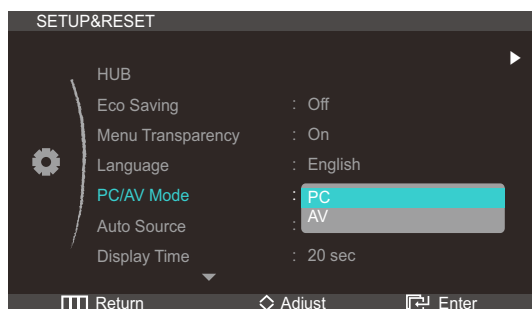 SETUP&RESET
HUB
Eco Saving : Off
Menu Transparency : On
Language : English
PC/AV Mode : PC
AV
Auto Source :
Display Time : 20 sec
Return Adjust Enter